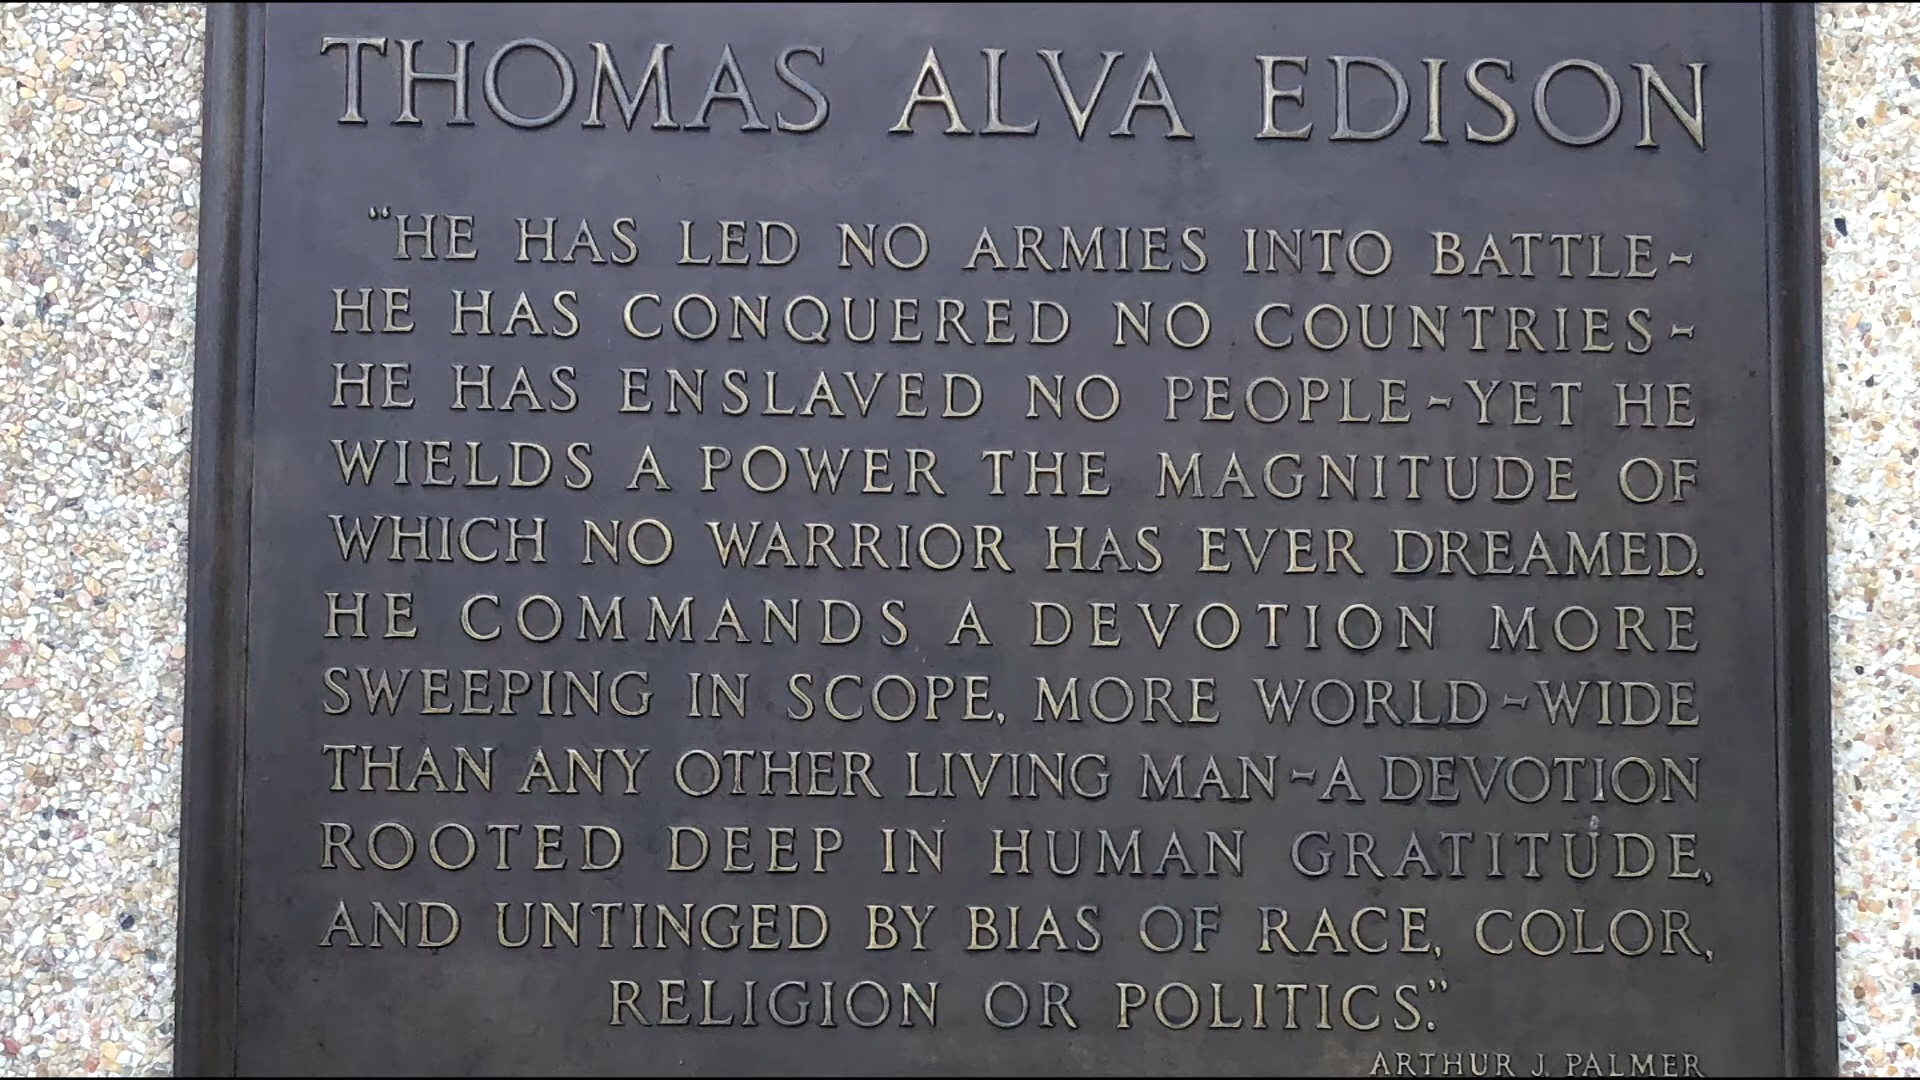 THOMAS ALVA EDISON
“HE HAS LED NO ARMIES INTO BATTLE-
HE HAS CONQUERED NO COUNTRIES-
HE HAS ENSLAVED NO PEOPLE-YET HE
WIELDS A POWER THE MAGNITUDE OF
WHICH NO WARRIOR HAS EVER DREAMED.
HE COMMANDS A DEVOTION MORE
SWEEPING IN SCOPE, MORE WORLD-WIDE
THAN ANY OTHER LIVING MAN-A DEVOTION
ROOTED DEEP IN HUMAN GRATITUDE,
AND UNTINGED BY BIAS OF RACE, COLOR,
RELIGION OR POLITICS.”
ARTHUR J. PALMER